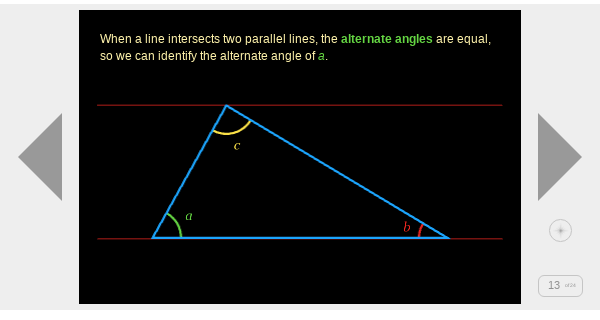 When a line intersects two parallel lines, the alternate angles are equal,
so we can identify the alternate angle of a.
c
a
b
13 of 24